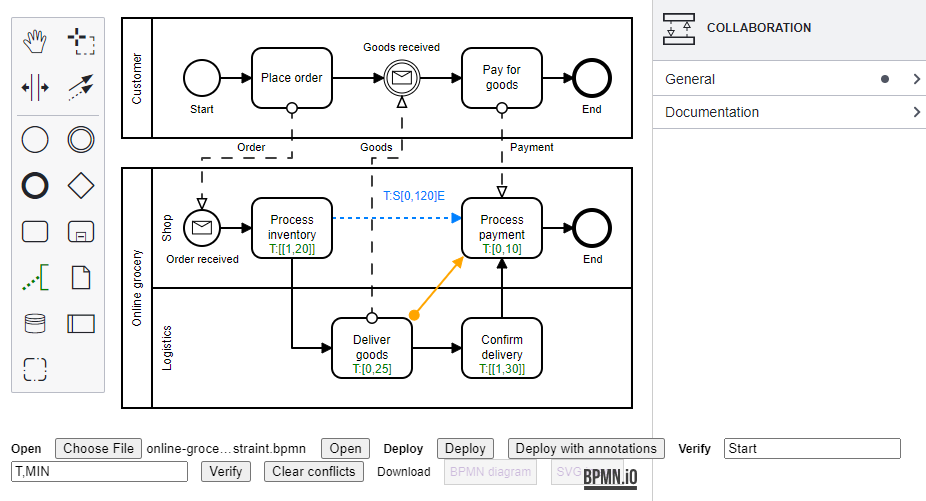 COLLABORATION
General
Documentation
Customer
Start
Place order
Goods received
Pay for
goods
End
Order
Goods
Payment
Online grocery
Shop
Order received
Process
inventory
T:[[1,20]]
T:S[0,120]E
Process
payment
T:[0,10]
End
Logistics
Deliver
goods
T:[0,25]
Confirm
delivery
T:[[1,30]]
Open Choose File online-groce…straint.bpmn Open Deploy Deploy Deploy with annotations Verify Start
T,MIN Verify Clear conflicts Download BPMN diagram SVG
BPMN.iO